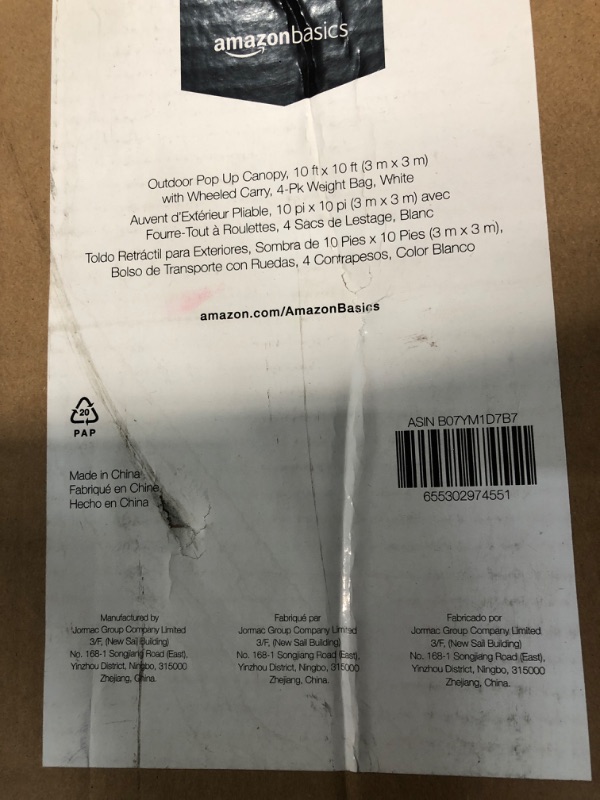 amazonbasics
Outdoor Pop Up Canopy, 10 ft x 10 ft (3 m x 3 m)
with Wheeled Carry, 4-Pk Weight Bag, White
Auvent d'Extérieur Pliable, 10 pi x 10 pi (3 m x 3 m) avec
Fourre-Tout à Roulettes, 4 Sacs de Lestage, Blanc
Toldo Retráctil para Exteriores, Sombra de 10 Pies x 10 Pies (3 m x 3 m),
Bolso de Transporte con Ruedas, 4 Contrapesos, Color Blanco
amazon.com/AmazonBasics
20
PAP
ASIN B07YM1D7B7
655302974551
Made in China
Fabriqué en Chine
Hecho en China
Manufactured by
Jormac Group Company Limited
3/F, (New Sail Building)
No. 168-1 Songjiang Road (East),
Yinzhou District, Ningbo, 315000
Zhejiang, China.
Fabriqué par
Jormac Group Company Limited
3/F, (New Sail Building)
No. 168-1 Songjiang Road (East),
Yinzhou District, Ningbo, 315000
Zhejiang, China.
Fabricado por
Jormac Group Company Limited
3/F, (New Sail Building)
No. 168-1 Songjiang Road (East),
Yinzhou District, Ningbo, 315000
Zhejiang, China.